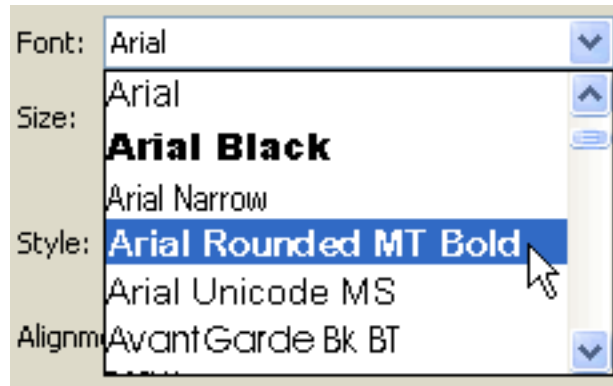 Font: Arial
Arial
Size:
Arial Black
Arial Narrow
Style: Arial Rounded MT Bold
Arial Unicode MS
Alignm AvantGarde Bk BT